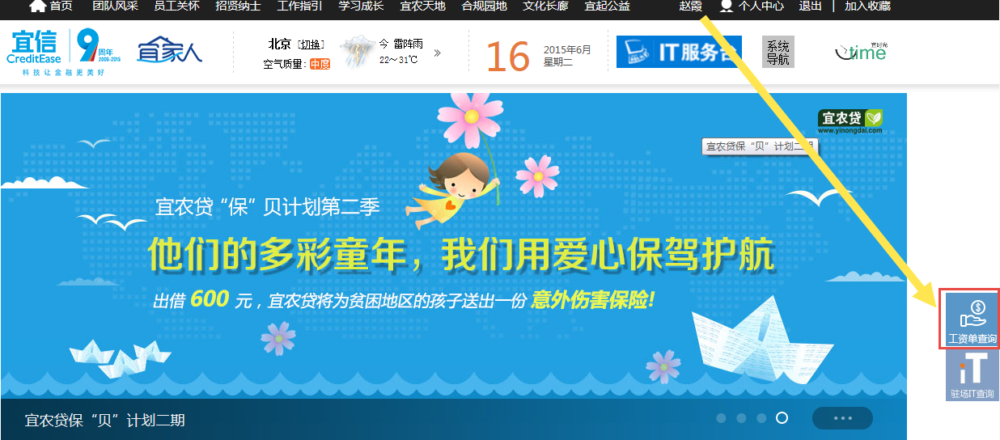 首页 团队风采 员工关怀 招贤纳士 工作指引 学习成长 宜农天地 合规园地 文化长廊 宜起公益 赵霞 个人中心 退出 | 加入收藏
宜信 CreditEase
9周年 2006-2015
科技让金融更美好
宜家人
北京 [切换]
空气质量：中度
今 雷阵雨
22～31℃
16
2015年6月
星期二
IT服务台
系统
导航
宜时光
time
宜农贷
www.yinongdai.com
宜农贷保“贝”计划二期
宜农贷“保”贝计划第二季
他们的多彩童年，我们用爱心保驾护航
出借 600 元，宜农贷将为贫困地区的孩子送出一份 意外伤害保险!
工资单查询
iT
驻场IT查询
宜农贷保“贝”计划二期